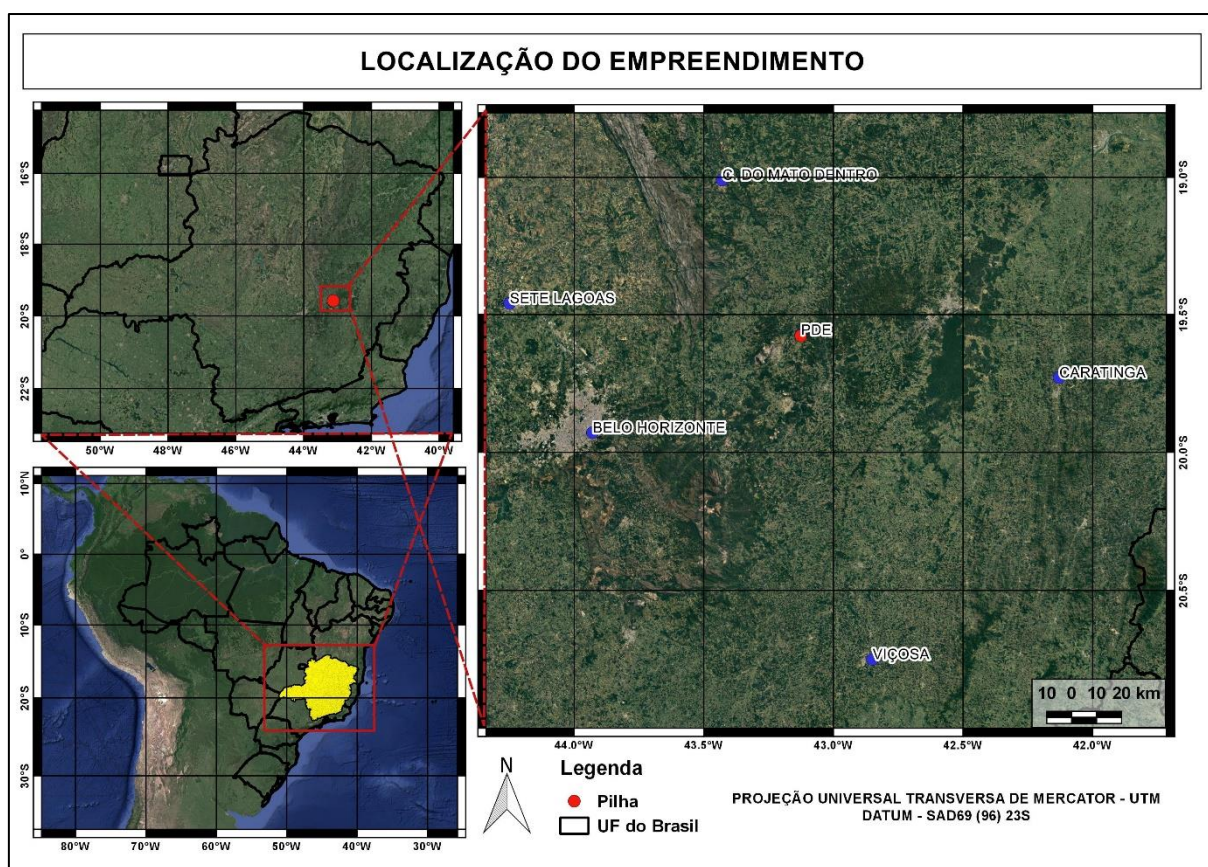 LOCALIZAÇÃO DO EMPREENDIMENTO
16°S
18°S
20°S
22°S
50°W 48°W 46°W 44°W 42°W 40°W
10°N
0°
10°S
20°S
30°S
80°W 70°W 60°W 50°W 40°W 30°W
C. DO MATO DENTRO
SETE LAGOAS
PDE
CARATINGA
BELO HORIZONTE
VIÇOSA
10 0 10 20 km
19.0°S
19.5°S
20.0°S
20.5°S
44.0°W 43.5°W 43.0°W 42.5°W 42.0°W
N
Legenda
Pilha
UF do Brasil
PROJEÇÃO UNIVERSAL TRANSVERSA DE MERCATOR - UTM
DATUM - SAD69 (96) 23S